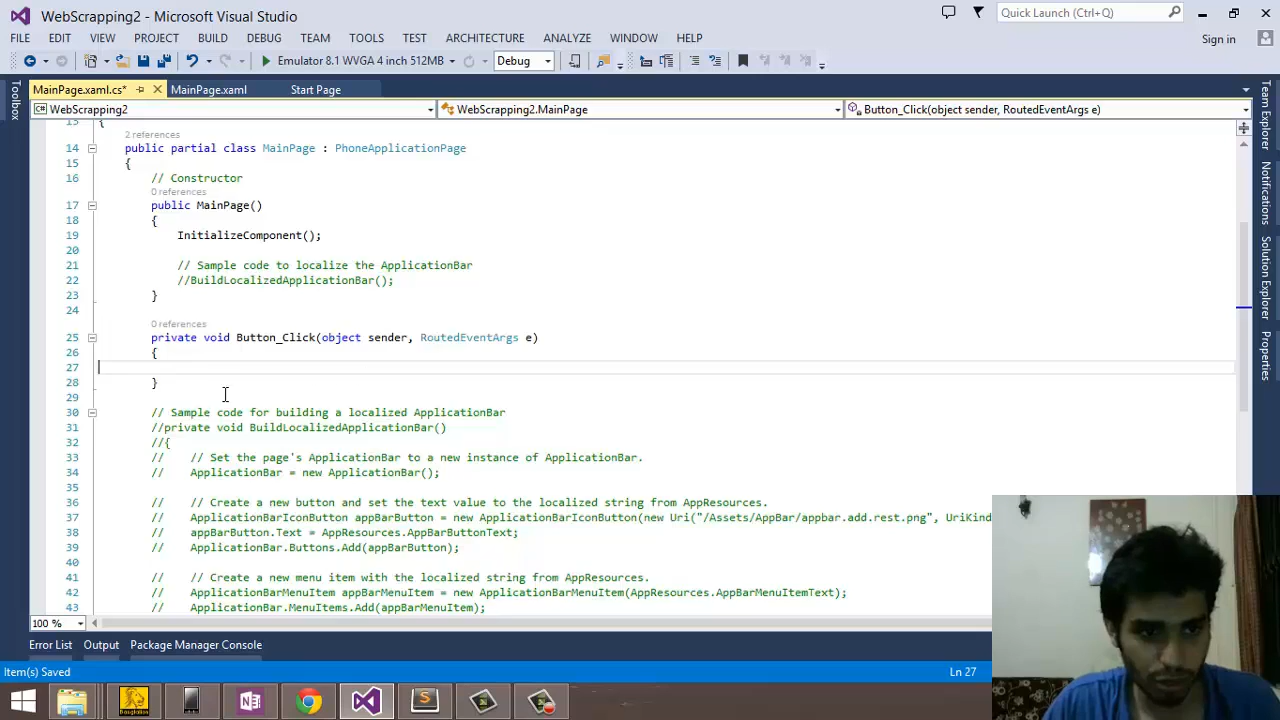 WebScrapping2 - Microsoft Visual Studio
Quick Launch (Ctrl+Q)
FILE EDIT VIEW PROJECT BUILD DEBUG TEAM TOOLS TEST ARCHITECTURE ANALYZE WINDOW HELP
Sign in
Emulator 8.1 WVGA 4 inch 512MB
Debug
Toolbox
MainPage.xaml.cs*
MainPage.xaml
Start Page
WebScrapping2
WebScrapping2.MainPage
Button_Click(object sender, RoutedEventArgs e)
15 {
2 references
14 public partial class MainPage : PhoneApplicationPage
15 {
16 // Constructor
0 references
17 public MainPage()
18 {
19 InitializeComponent();
20
21 // Sample code to localize the ApplicationBar
22 //BuildLocalizedApplicationBar();
23 }
24
0 references
25 private void Button_Click(object sender, RoutedEventArgs e)
26 {
27
28 }
29
30 // Sample code for building a localized ApplicationBar
31 //private void BuildLocalizedApplicationBar()
32 //{
33 // // Set the page's ApplicationBar to a new instance of ApplicationBar.
34 // ApplicationBar = new ApplicationBar();
35
36 // // Create a new button and set the text value to the localized string from AppResources.
37 // ApplicationBarIconButton appBarButton = new ApplicationBarIconButton(new Uri("/Assets/AppBar/appbar.add.rest.png", UriKind
38 // appBarButton.Text = AppResources.AppBarButtonText;
39 // ApplicationBar.Buttons.Add(appBarButton);
40
41 // // Create a new menu item with the localized string from AppResources.
42 // ApplicationBarMenuItem appBarMenuItem = new ApplicationBarMenuItem(AppResources.AppBarMenuItemText);
43 // ApplicationBar.MenuItems.Add(appBarMenuItem);
Team Explorer
Notifications
Solution Explorer
Properties
100 %
Error List Output Package Manager Console
Item(s) Saved
Ln 27